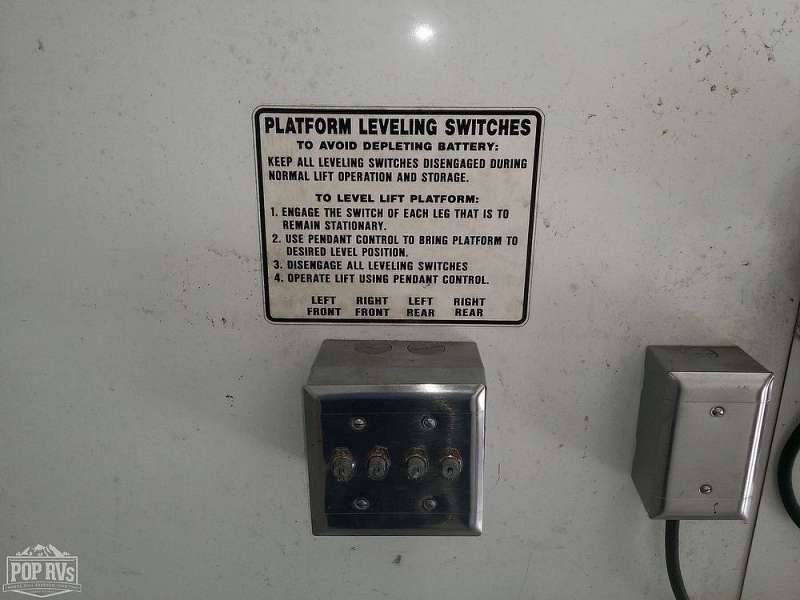 PLATFORM LEVELING SWITCHES
TO AVOID DEPLETING BATTERY:
KEEP ALL LEVELING SWITCHES DISENGAGED DURING
NORMAL LIFT OPERATION AND STORAGE.
TO LEVEL LIFT PLATFORM:
1. ENGAGE THE SWITCH OF EACH LEG THAT IS TO
REMAIN STATIONARY.
2. USE PENDANT CONTROL TO BRING PLATFORM TO
DESIRED LEVEL POSITION.
3. DISENGAGE ALL LEVELING SWITCHES
4. OPERATE LIFT USING PENDANT CONTROL.
LEFT RIGHT LEFT RIGHT
FRONT FRONT REAR REAR
POP RVs